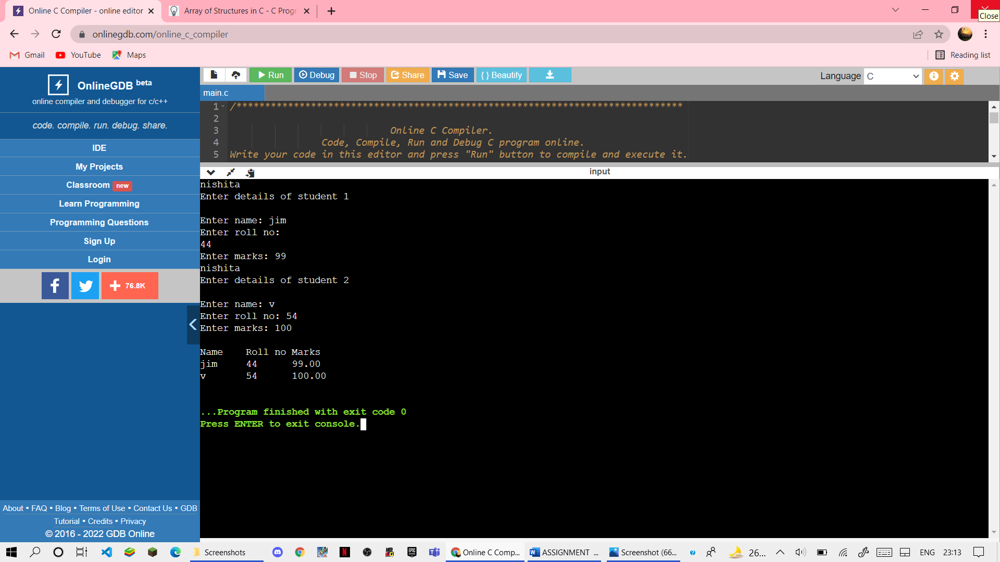 Online C Compiler - online editor
Array of Structures in C - C Progr
Close
onlinegdb.com/online_c_compiler
Gmail YouTube Maps Reading list
OnlineGDB beta
online compiler and debugger for c/c++
code. compile. run. debug. share.
IDE
My Projects
Classroom new
Learn Programming
Programming Questions
Sign Up
Login
76.8K
About • FAQ • Blog • Terms of Use • Contact Us • GDB
Tutorial • Credits • Privacy
© 2016 - 2022 GDB Online
Run Debug Stop Share Save { } Beautify Language C
main.c
1 /******************************************************************************
2
3 Online C Compiler.
4 Code, Compile, Run and Debug C program online.
5 Write your code in this editor and press "Run" button to compile and execute it.
input
nishita
Enter details of student 1
Enter name: jim
Enter roll no:
44
Enter marks: 99
nishita
Enter details of student 2
Enter name: v
Enter roll no: 54
Enter marks: 100
Name Roll no Marks
jim 44 99.00
v 54 100.00
...Program finished with exit code 0
Press ENTER to exit console.
Screenshots Online C Comp... ASSIGNMENT ... Screenshot (66... 26... ENG 23:13